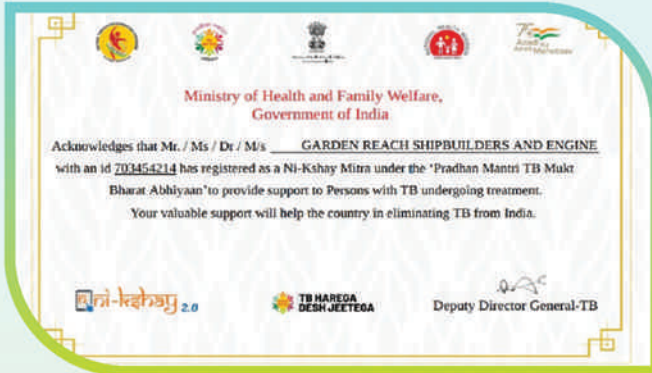 Ministry of Health and Family Welfare,
Government of India
Acknowledges that Mr. / Ms / Dr / M/s GARDEN REACH SHIPBUILDERS AND ENGINE
with an id 703454214 has registered as a Ni-Kshay Mitra under the 'Pradhan Mantri TB Mukt
Bharat Abhiyaan'to provide support to Persons with TB undergoing treatment.
Your valuable support will help the country in eliminating TB from India.
ni-kshay 2.0
TB HAREGA
DESH JEETEGA
Deputy Director General-TB